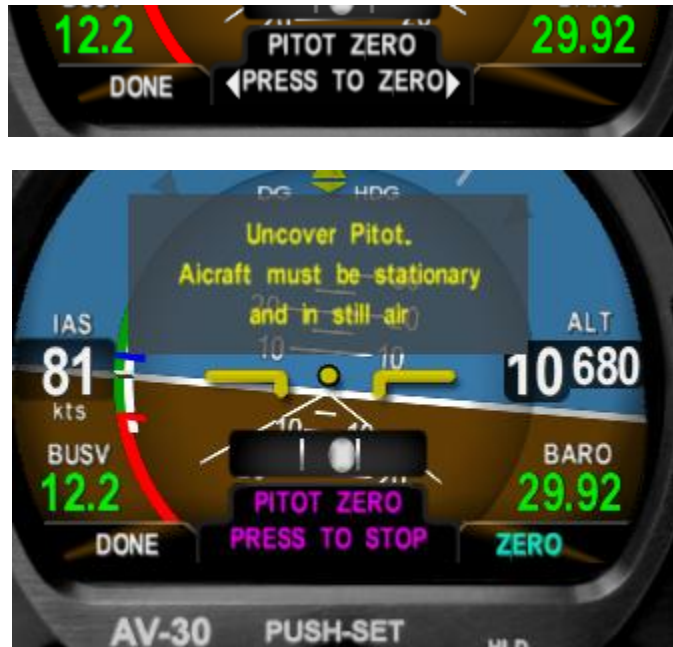 12.2
PITOT ZERO
29.92
DONE
PRESS TO ZERO
DG HDG
Uncover Pitot.
Aicraft must be stationary
and in still air
IAS
ALT
10 10
81
10 680
kts
BUSV
BARO
12.2
29.92
PITOT ZERO
DONE
PRESS TO STOP
ZERO
AV-30
PUSH-SET